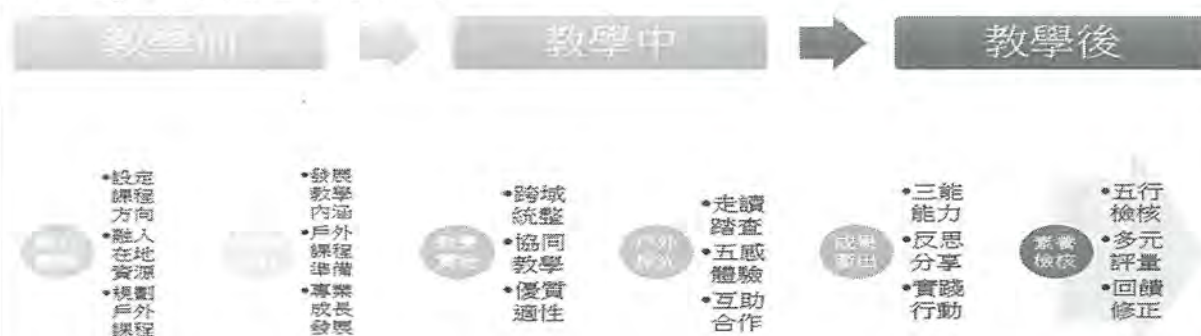 教學前
教學中
教學後
•設定
課程
方向
•融入
在地
資源
•規劃
戶外
課程
•發展
教學
內涵
•戶外
課程
準備
•專業
成長
發展
•跨域
統整
•協同
教學
•優質
適性
戶外
•走讀
踏查
•五感
體驗
•互助
合作
成果
•三能
能力
•反思
分享
•實踐
行動
素養
檢核
•五行
檢核
•多元
評量
•回饋
修正